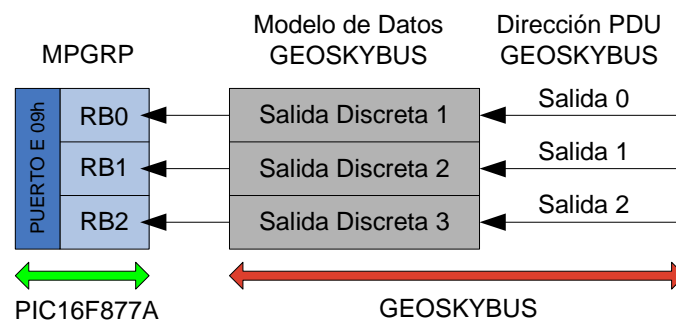 MPGRP
Modelo de Datos
GEOSKYBUS
Dirección PDU
GEOSKYBUS
PUERTO E 09h
RB0
Salida Discreta 1
Salida 0
RB1
Salida Discreta 2
Salida 1
RB2
Salida Discreta 3
Salida 2
PIC16F877A
GEOSKYBUS